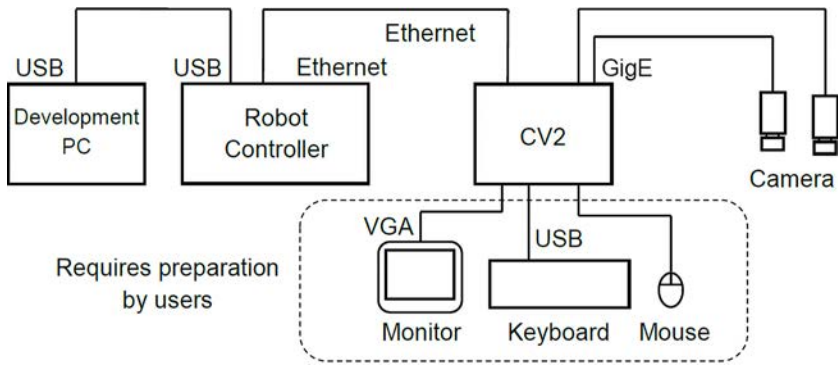 Ethernet
USB
USB
Ethernet
GigE
Development
PC
Robot
Controller
CV2
Camera
VGA
USB
Requires preparation
by users
Monitor
Keyboard
Mouse